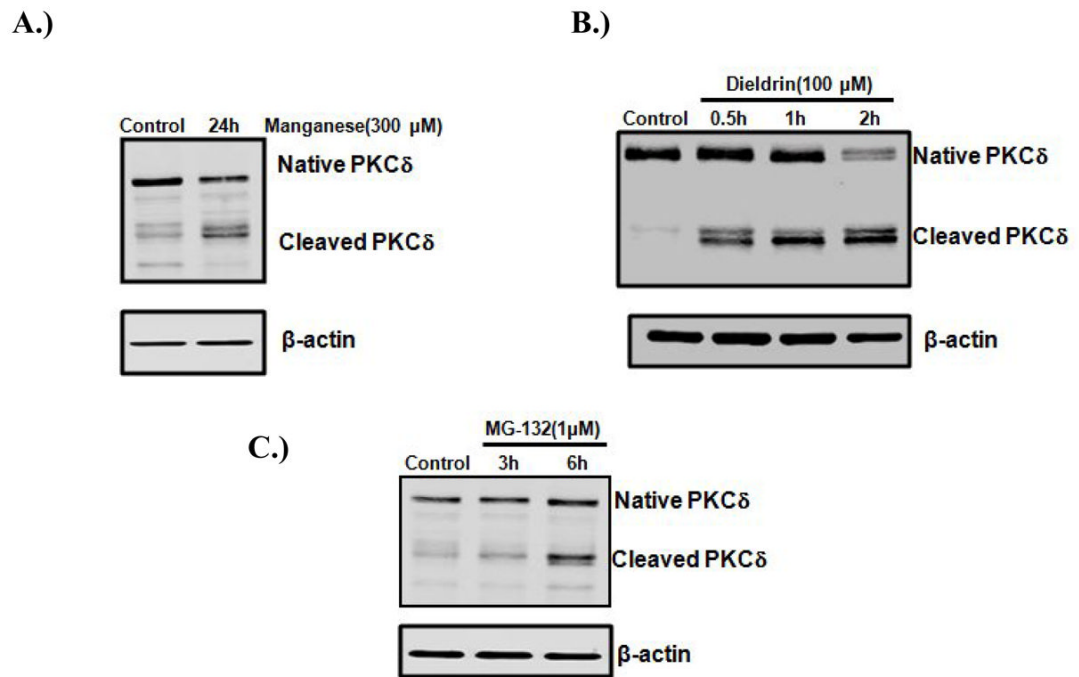 A.)
Control 24h Manganese(300 µM)
Native PKCδ
Cleaved PKCδ
β-actin
B.)
Dieldrin(100 µM)
Control 0.5h 1h 2h
Native PKCδ
Cleaved PKCδ
β-actin
C.)
MG-132(1µM)
Control 3h 6h
Native PKCδ
Cleaved PKCδ
β-actin